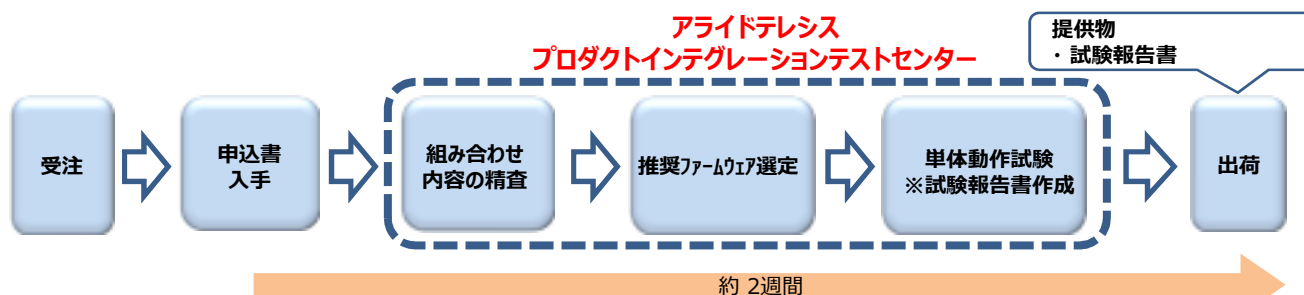 アライドテレシス
プロダクトインテグレーションテストセンター
提供物
・試験報告書
受注
申込書
入手
組み合わせ
内容の精査
推奨ﾌｧｰﾑｳｪｱ選定
単体動作試験
※試験報告書作成
出荷
約 2週間